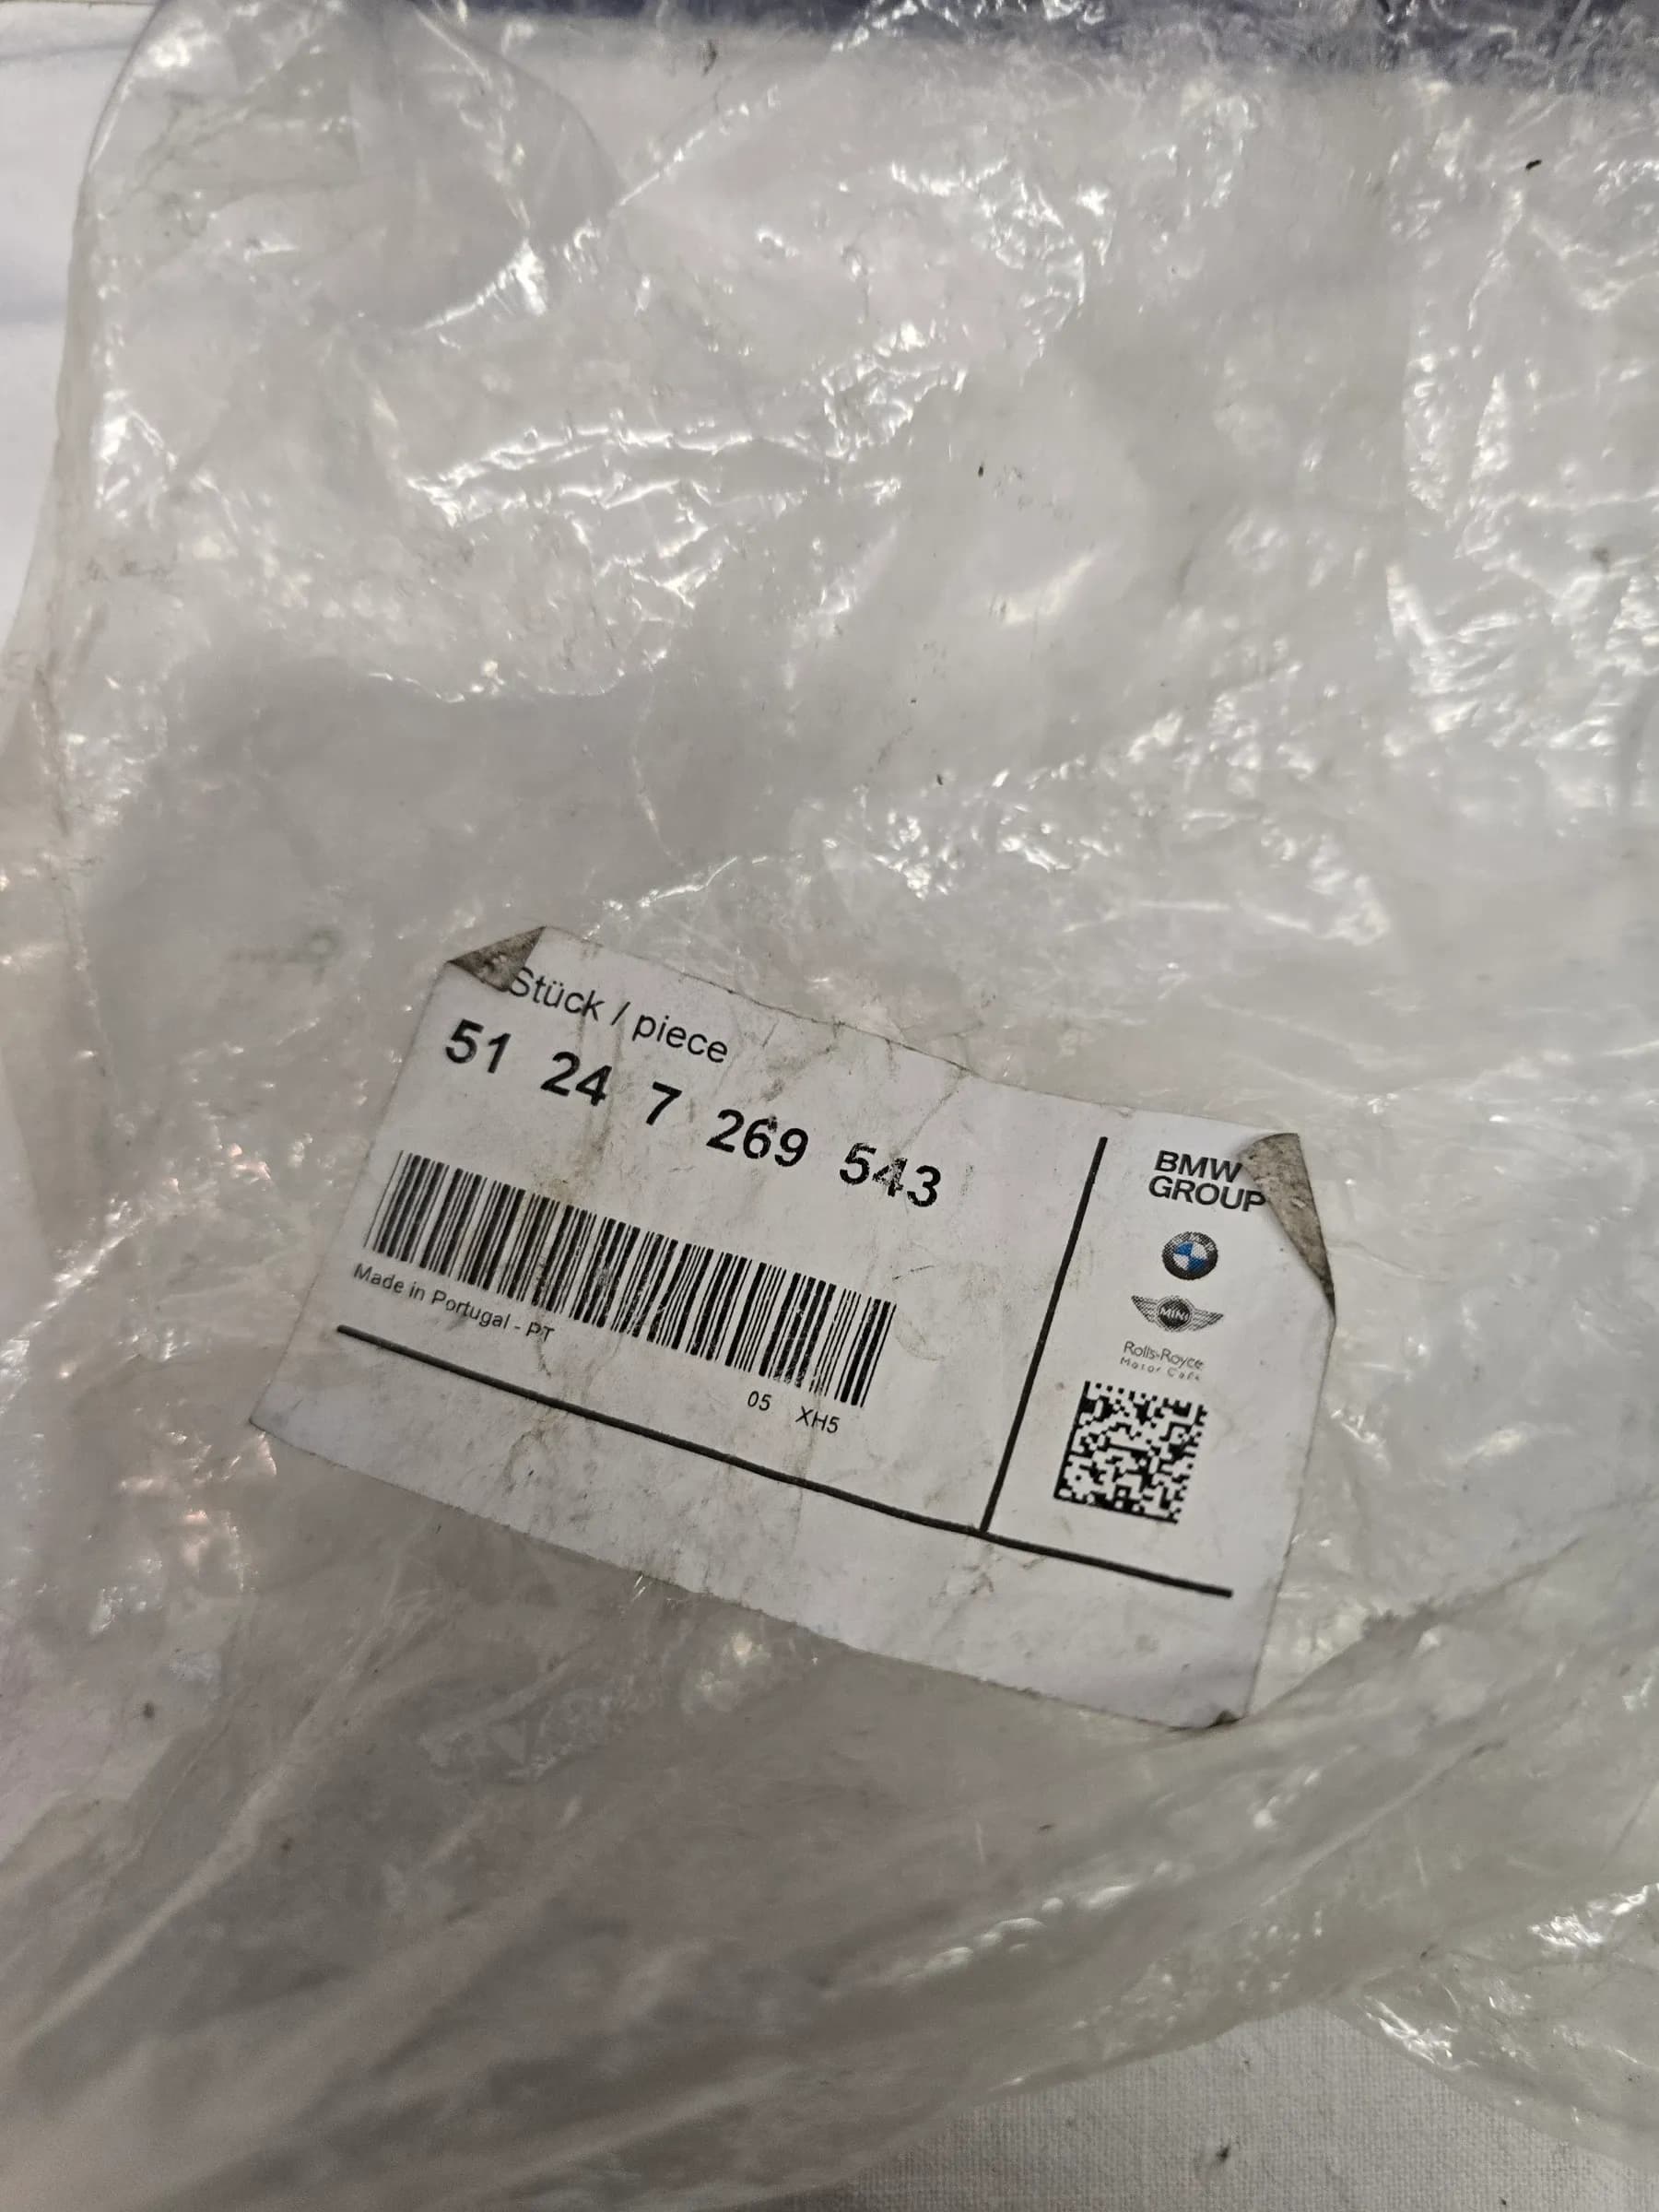 Stück / piece
51 24 7 269 543
Made in Portugal - PT
05 XH5
BMW
GROUP
MINI
Rolls-Royce
Motor Cars